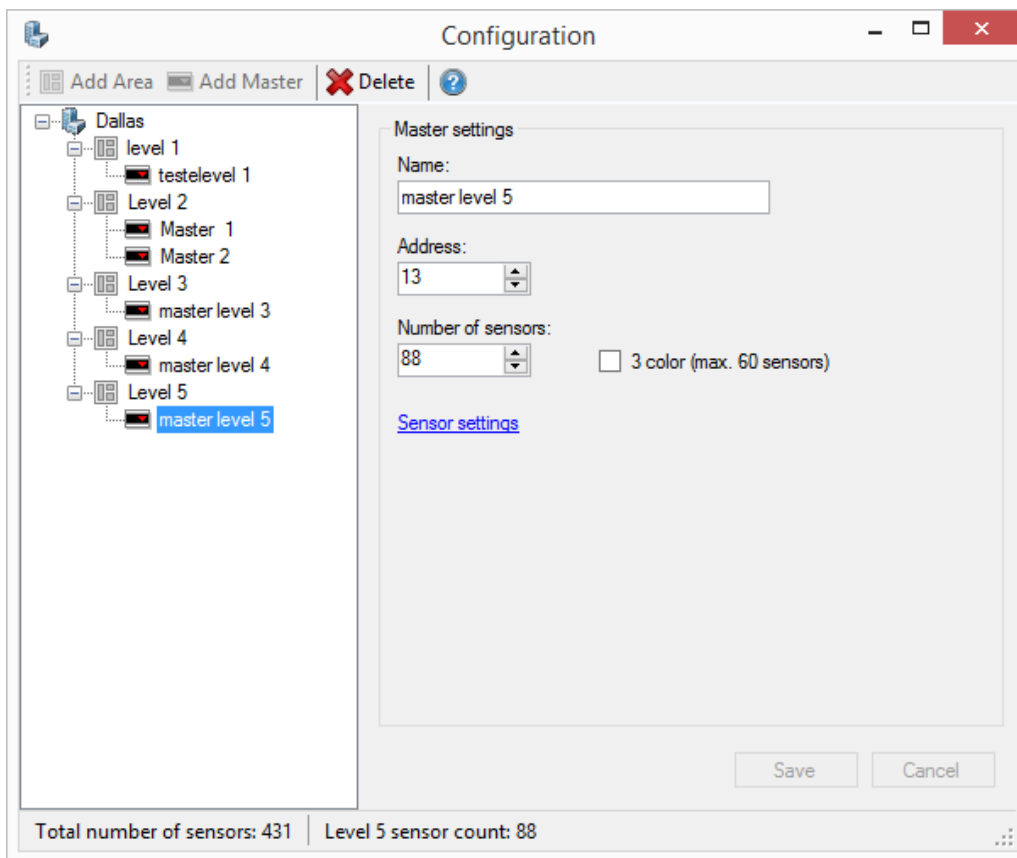 Configuration
Add Area Add Master Delete
Dallas
level 1
testelevel 1
Level 2
Master 1
Master 2
Level 3
master level 3
Level 4
master level 4
Level 5
master level 5
Master settings
Name:
master level 5
Address:
13
Number of sensors:
88 3 color (max. 60 sensors)
Sensor settings
Save Cancel
Total number of sensors: 431 Level 5 sensor count: 88